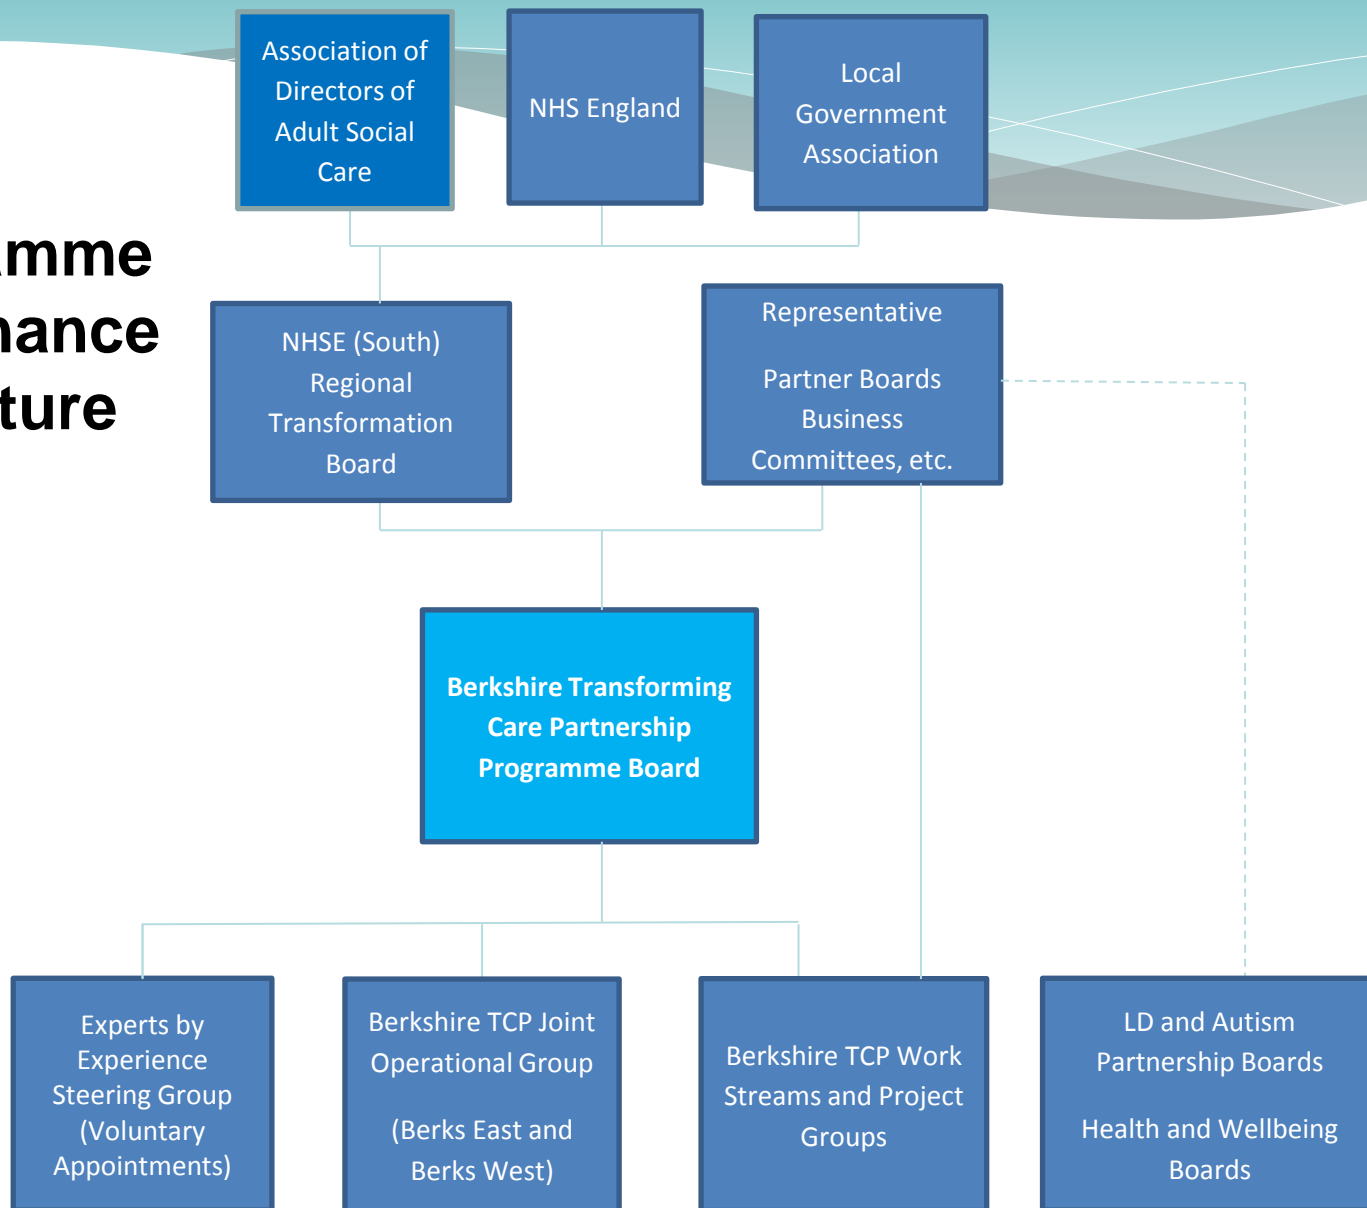 Association of
Directors of
Adult Social
Care
NHS England
Local
Government
Association
amme
nance
ture
NHSE (South)
Regional
Transformation
Board
Representative
Partner Boards
Business
Committees, etc.
Berkshire Transforming
Care Partnership
Programme Board
Experts by
Experience
Steering Group
(Voluntary
Appointments)
Berkshire TCP Joint
Operational Group
(Berks East and
Berks West)
Berkshire TCP Work
Streams and Project
Groups
LD and Autism
Partnership Boards
Health and Wellbeing
Boards